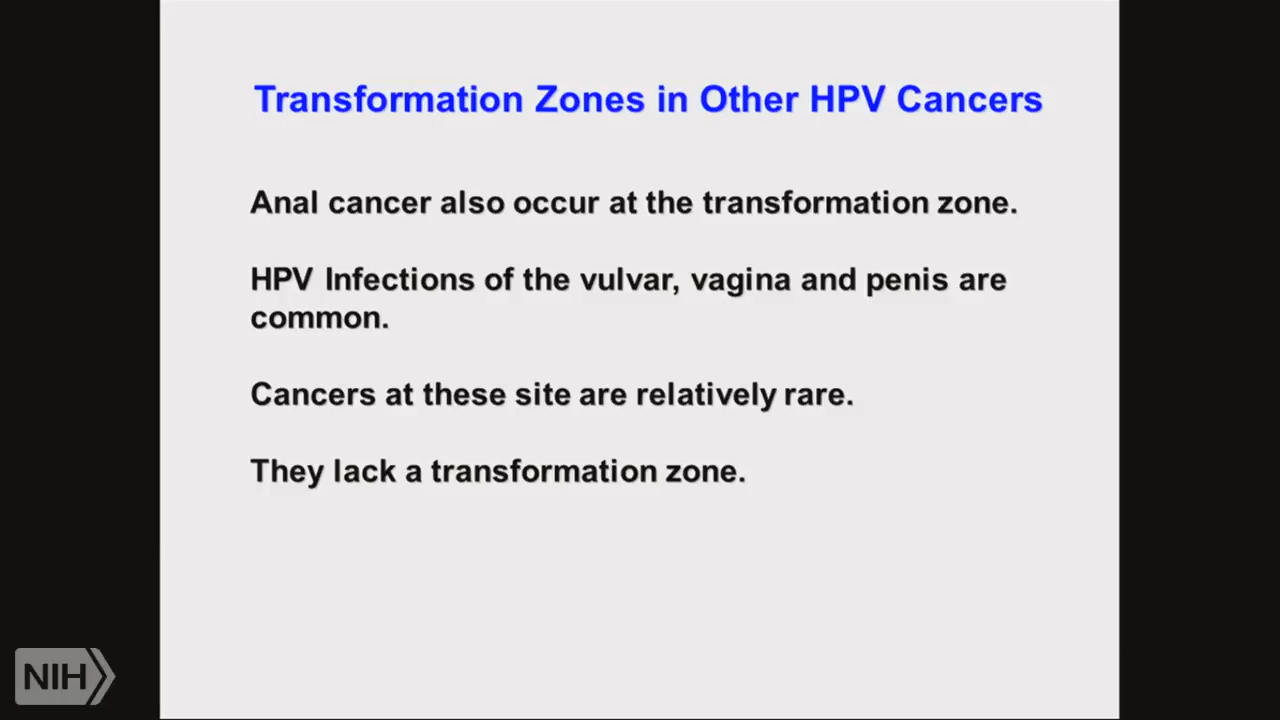 Transformation Zones in Other HPV Cancers
Anal cancer also occur at the transformation zone.
HPV Infections of the vulvar, vagina and penis are
common.
Cancers at these site are relatively rare.
They lack a transformation zone.
NIH